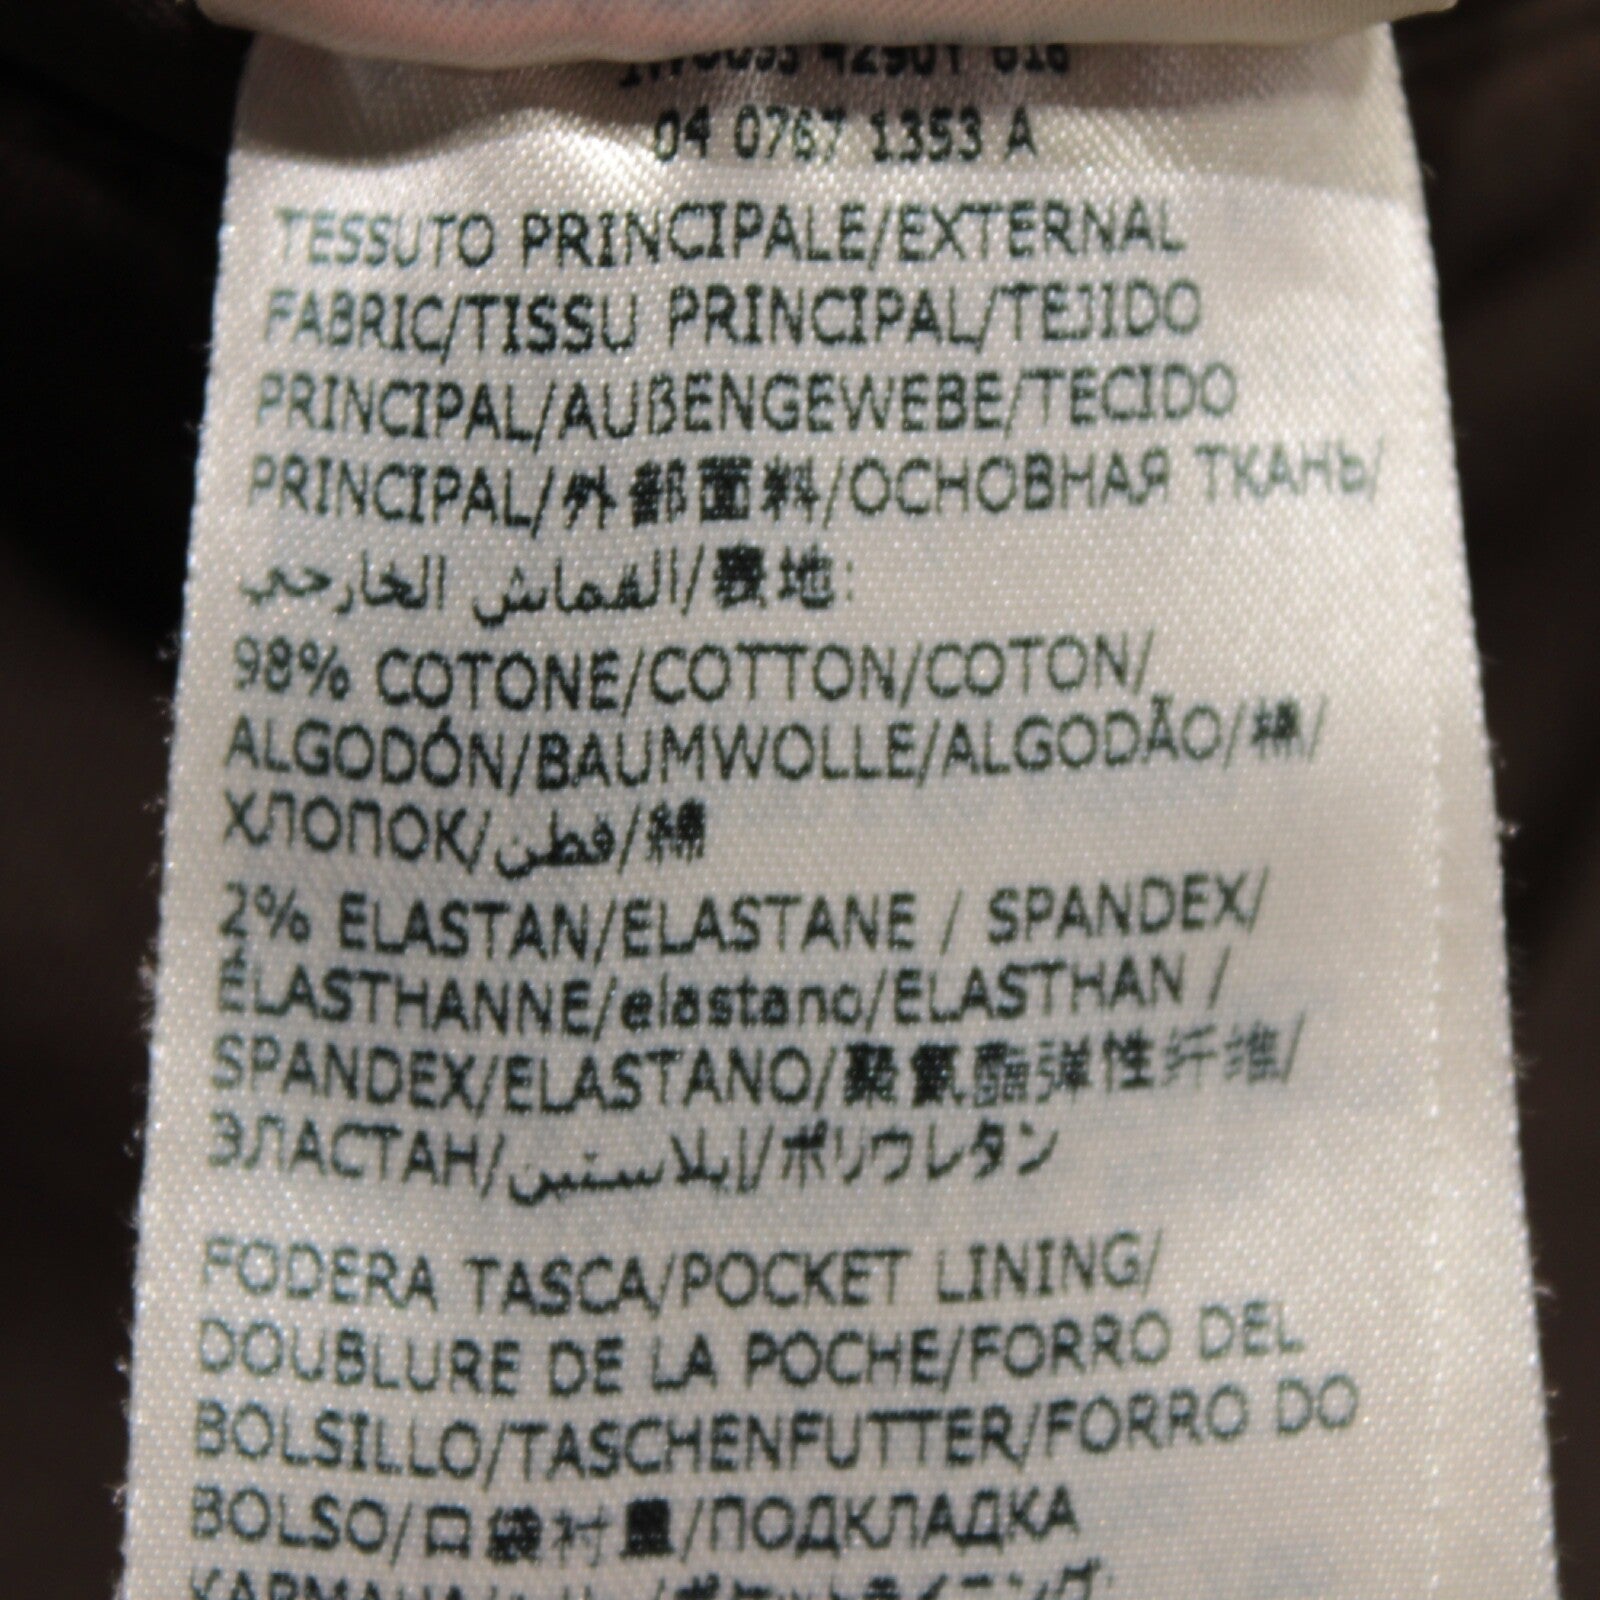 04 0767 1353 A
TESSUTO PRINCIPALE/EXTERNAL
FABRIC/TISSU PRINCIPAL/TEJIDO
PRINCIPAL/AUßENGEWEBE/TECIDO
PRINCIPAL/外部面料/ОСНОВНАЯ ТКАНЬ/
القماش الخارجي/表地:
98% COTONE/COTTON/COTON/
ALGODÓN/BAUMWOLLE/ALGODÃO/棉/
ХЛОПОК/قطن/綿
2% ELASTAN/ELASTANE / SPANDEX/
ÉLASTHANNE/elastano/ELASTHAN /
SPANDEX/ELASTANO/聚氨酯弹性纤维/
ЭЛАСТАН/إيلاستين/ポリウレタン
FODERA TASCA/POCKET LINING/
DOUBLURE DE LA POCHE/FORRO DEL
BOLSILLO/TASCHENFUTTER/FORRO DO
BOLSO/口袋衬里/ПОДКЛАДКА